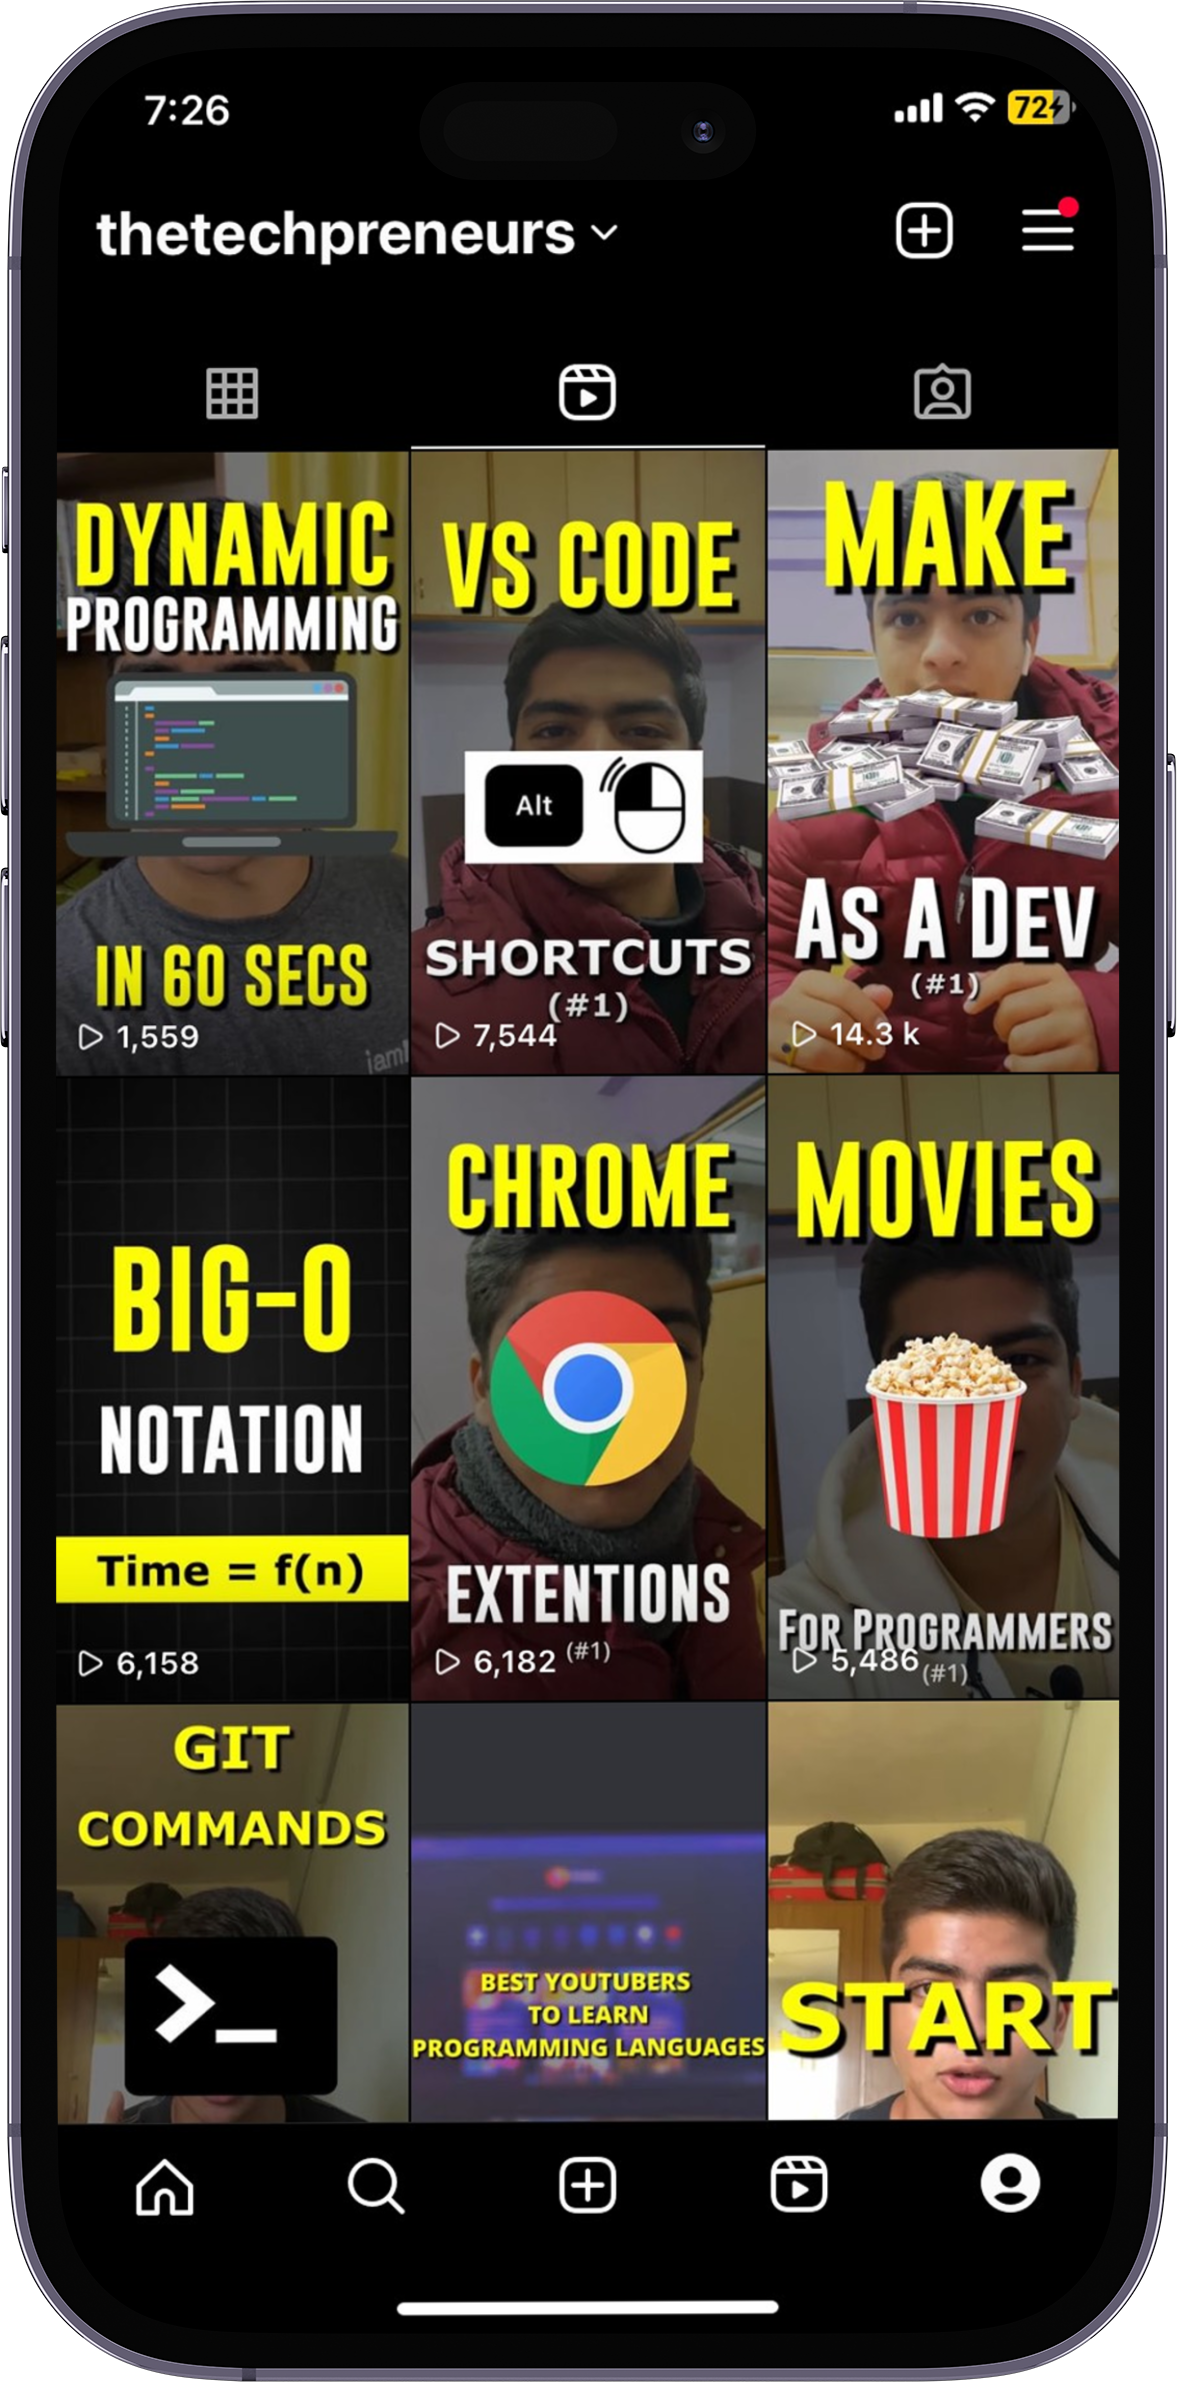 7:26
72
thetechpreneurs
DYNAMIC
PROGRAMMING
IN 60 SECS
1,559
VS CODE
Alt
SHORTCUTS
(#1)
7,544
MAKE
AS A DEV
(#1)
14.3 k
BIG-O
NOTATION
Time = f(n)
6,158
CHROME
EXTENTIONS
6,182 (#1)
MOVIES
FOR PROGRAMMERS
5,486 (#1)
GIT
COMMANDS
>_
BEST YOUTUBERS
TO LEARN
PROGRAMMING LANGUAGES
START